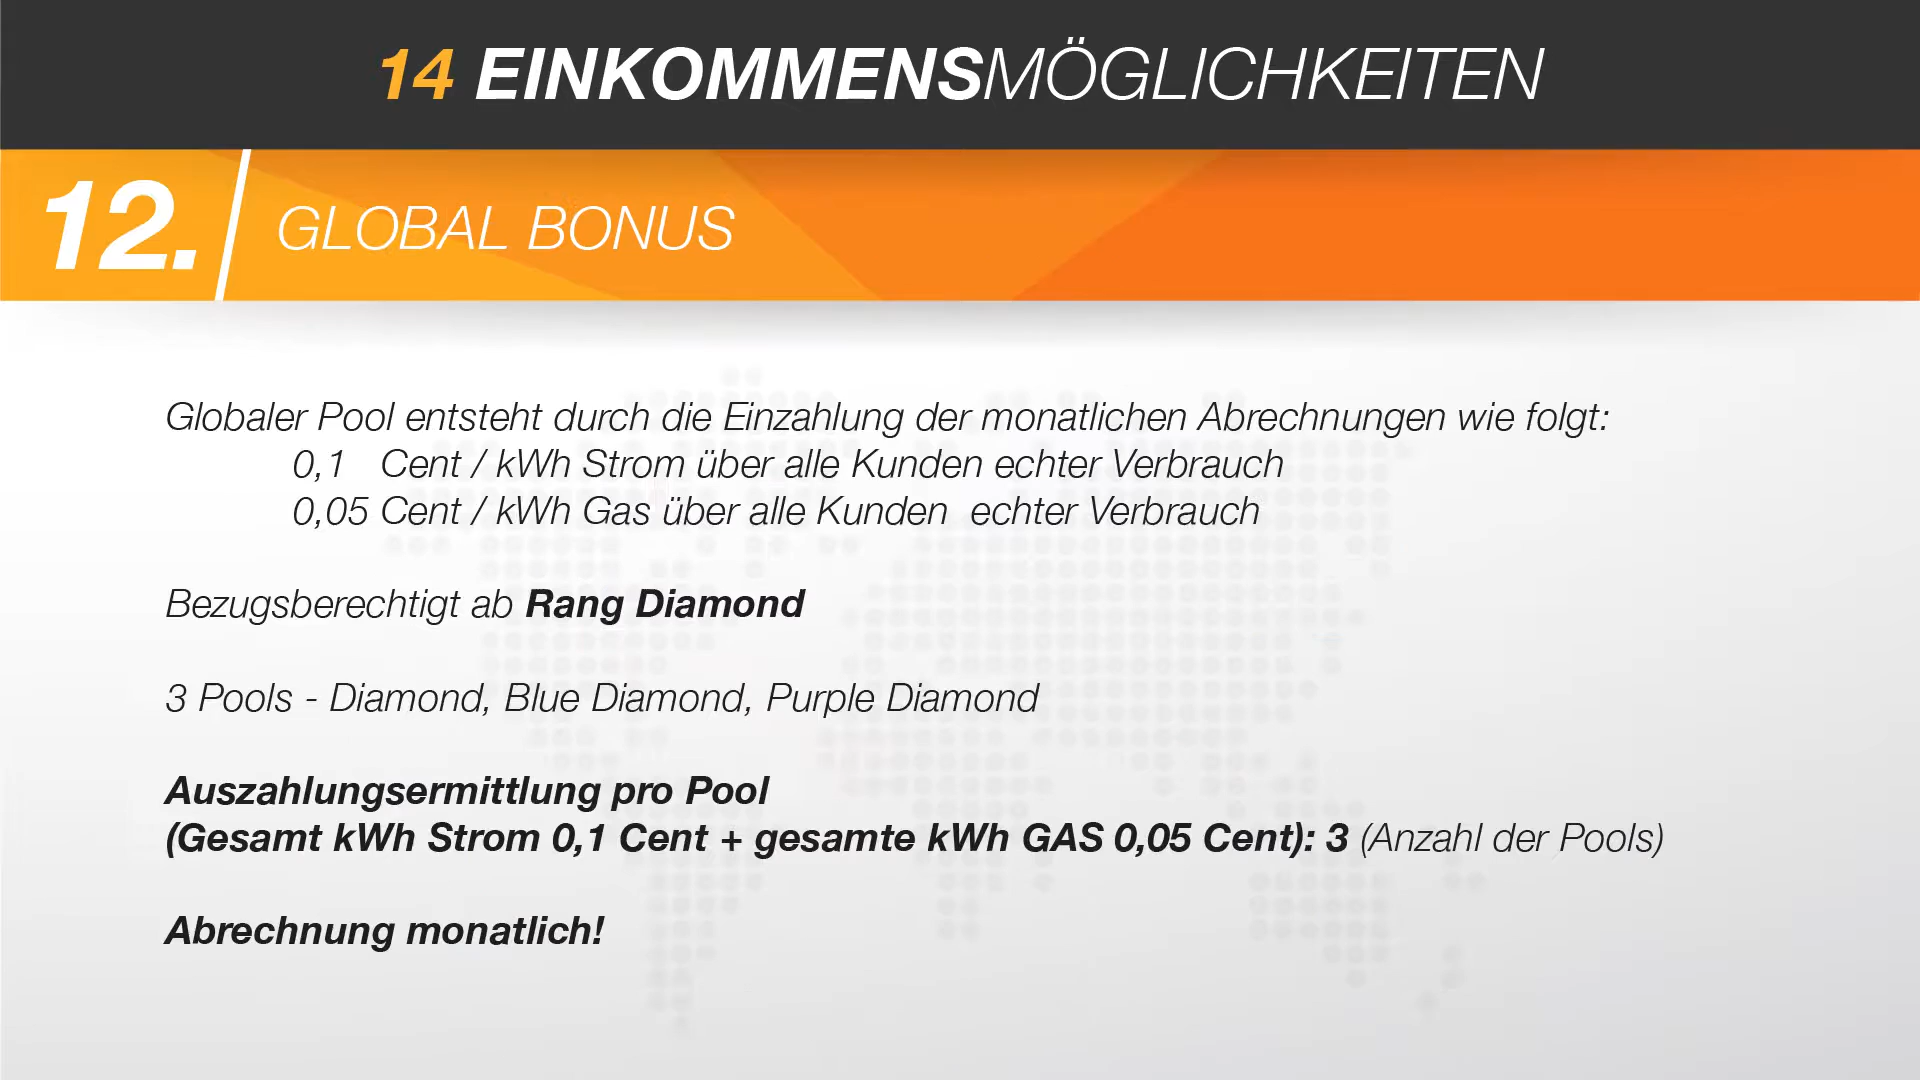 14 EINKOMMENSMÖGLICHKEITEN
12.
GLOBAL BONUS
Globaler Pool entsteht durch die Einzahlung der monatlichen Abrechnungen wie folgt:
0,1 Cent / kWh Strom über alle Kunden echter Verbrauch
0,05 Cent / kWh Gas über alle Kunden echter Verbrauch
Bezugsberechtigt ab Rang Diamond
3 Pools - Diamond, Blue Diamond, Purple Diamond
Auszahlungsermittlung pro Pool
(Gesamt kWh Strom 0,1 Cent + gesamte kWh GAS 0,05 Cent): 3 (Anzahl der Pools)
Abrechnung monatlich!